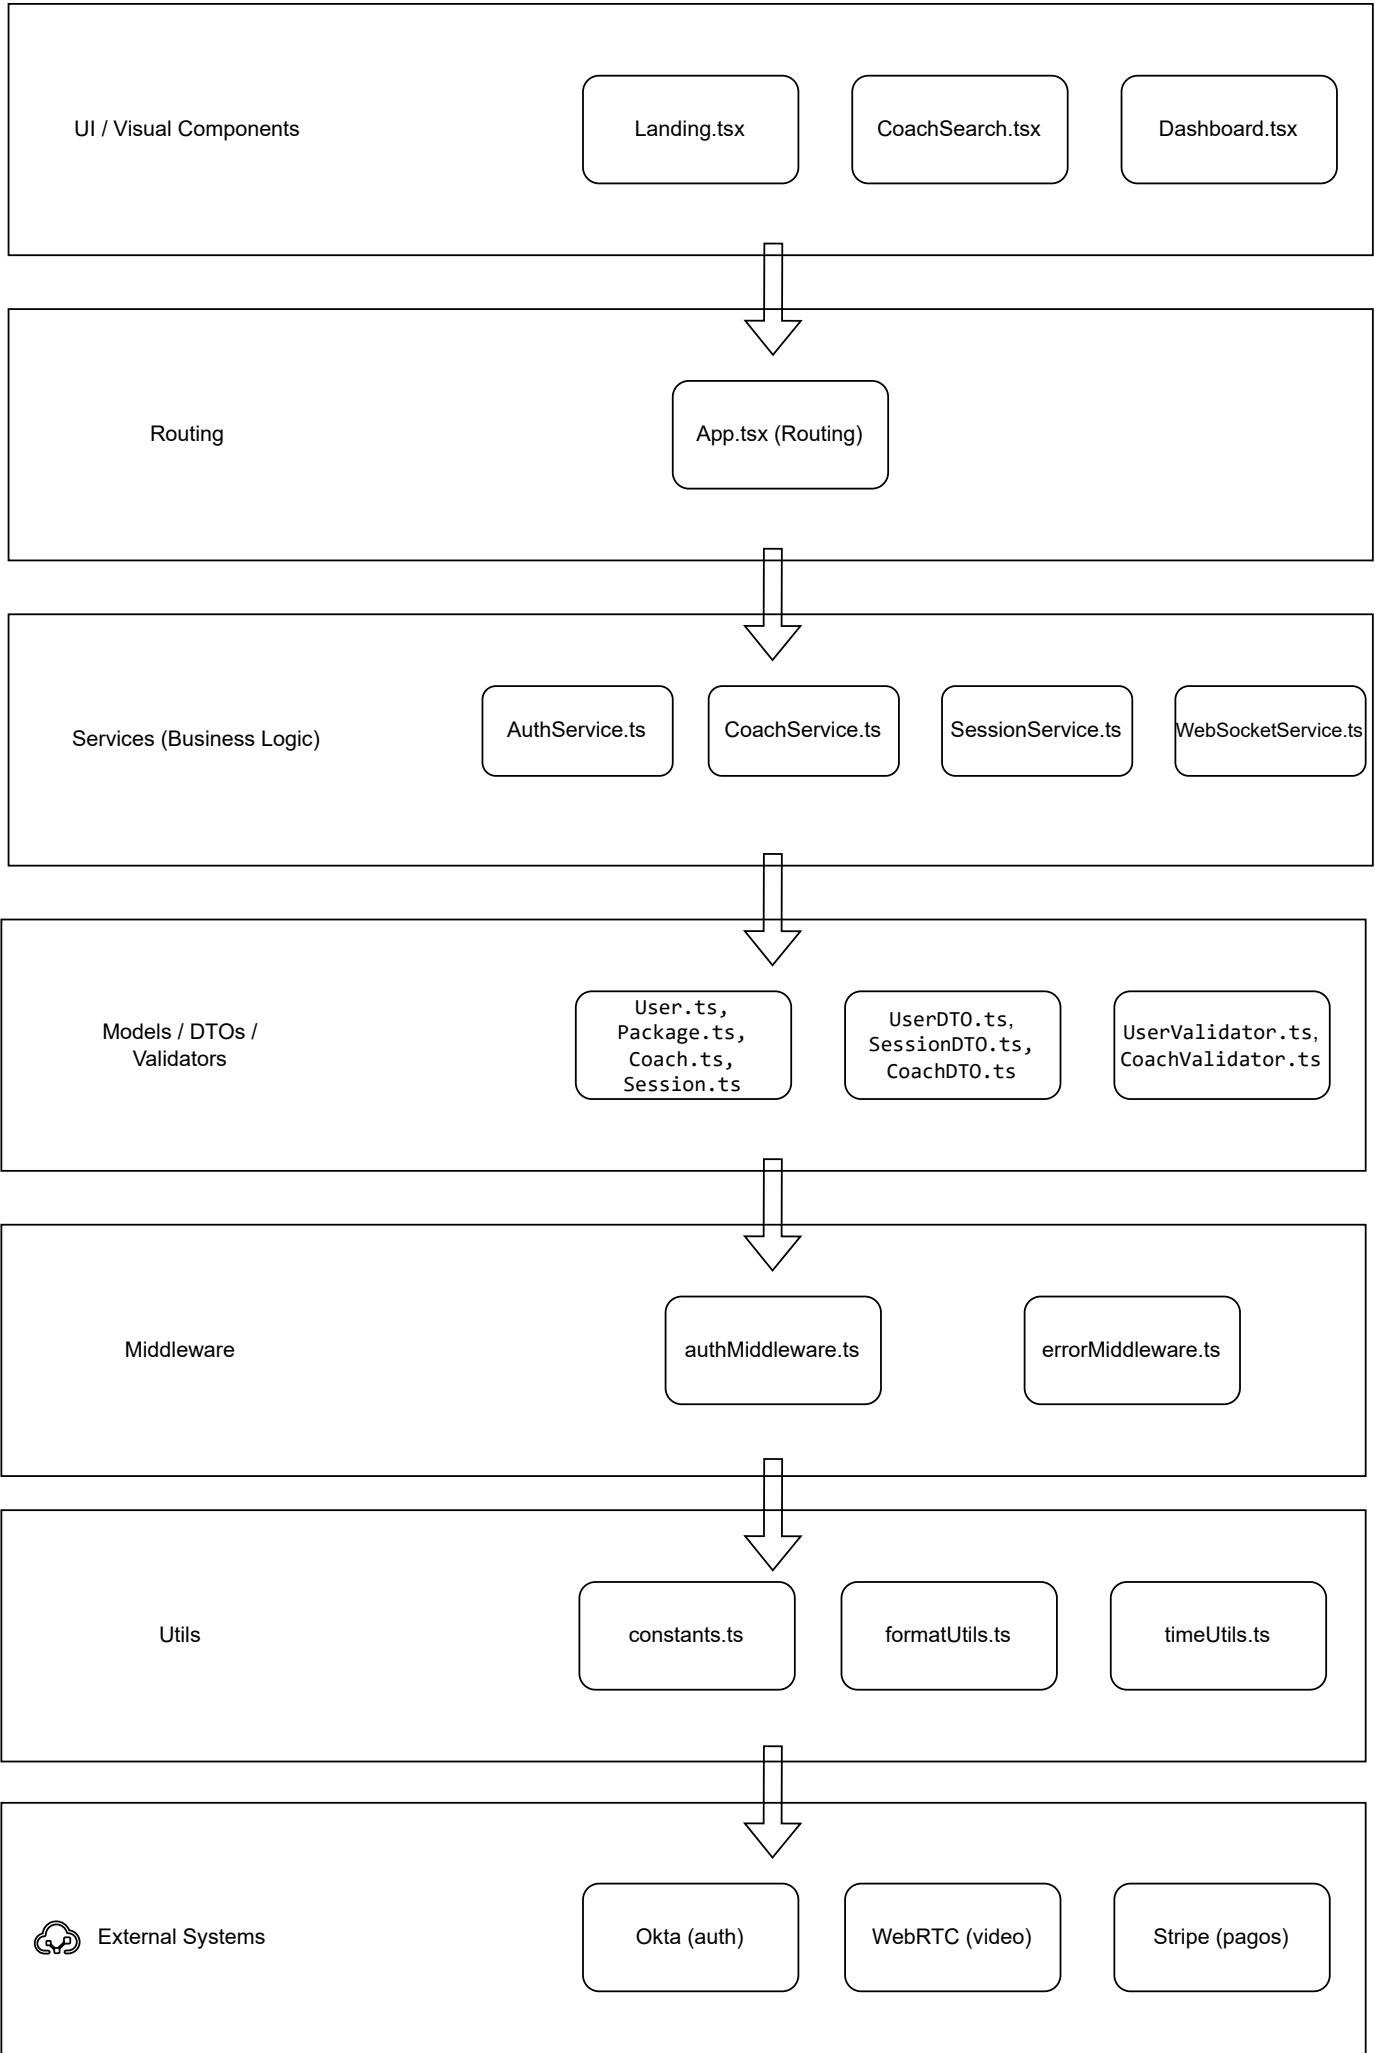 UI / Visual Components
Landing.tsx
CoachSearch.tsx
Dashboard.tsx
Routing
App.tsx (Routing)
Services (Business Logic)
AuthService.ts
CoachService.ts
SessionService.ts
WebSocketService.ts
Models / DTOs /
Validators
User.ts,
Package.ts,
Coach.ts,
Session.ts
UserDTO.ts,
SessionDTO.ts,
CoachDTO.ts
UserValidator.ts,
CoachValidator.ts
Middleware
authMiddleware.ts
errorMiddleware.ts
Utils
constants.ts
formatUtils.ts
timeUtils.ts
External Systems
Okta (auth)
WebRTC (video)
Stripe (pagos)